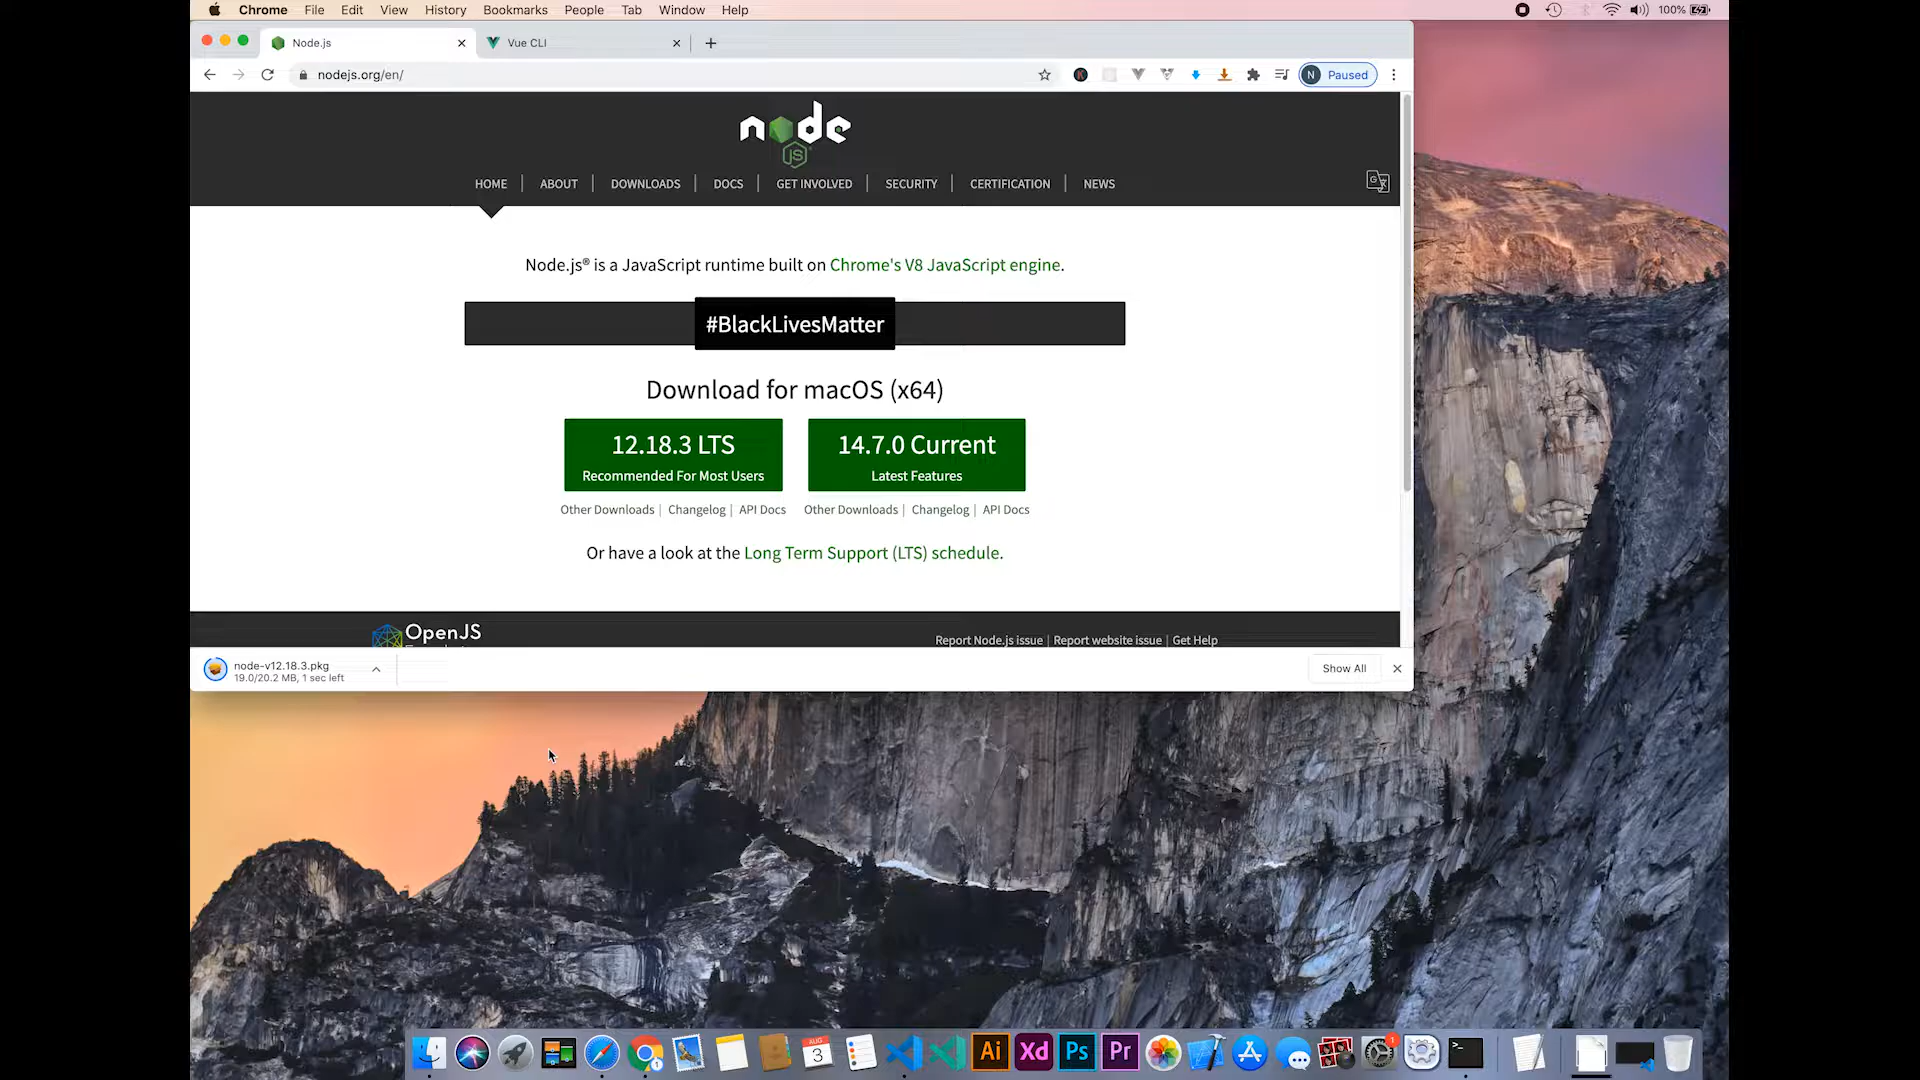 Chrome File Edit View History Bookmarks People Tab Window Help 100%
Node.js Vue CLI
nodejs.org/en/ N Paused
node
JS
HOME ABOUT DOWNLOADS DOCS GET INVOLVED SECURITY CERTIFICATION NEWS
Node.js® is a JavaScript runtime built on Chrome's V8 JavaScript engine.
#BlackLivesMatter
Download for macOS (x64)
12.18.3 LTS
Recommended For Most Users
14.7.0 Current
Latest Features
Other Downloads | Changelog | API Docs Other Downloads | Changelog | API Docs
Or have a look at the Long Term Support (LTS) schedule.
OpenJS
Report Node.js issue | Report website issue | Get Help
node-v12.18.3.pkg
19.0/20.2 MB, 1 sec left
Show All
AUG
3
Ai Xd Ps Pr
1